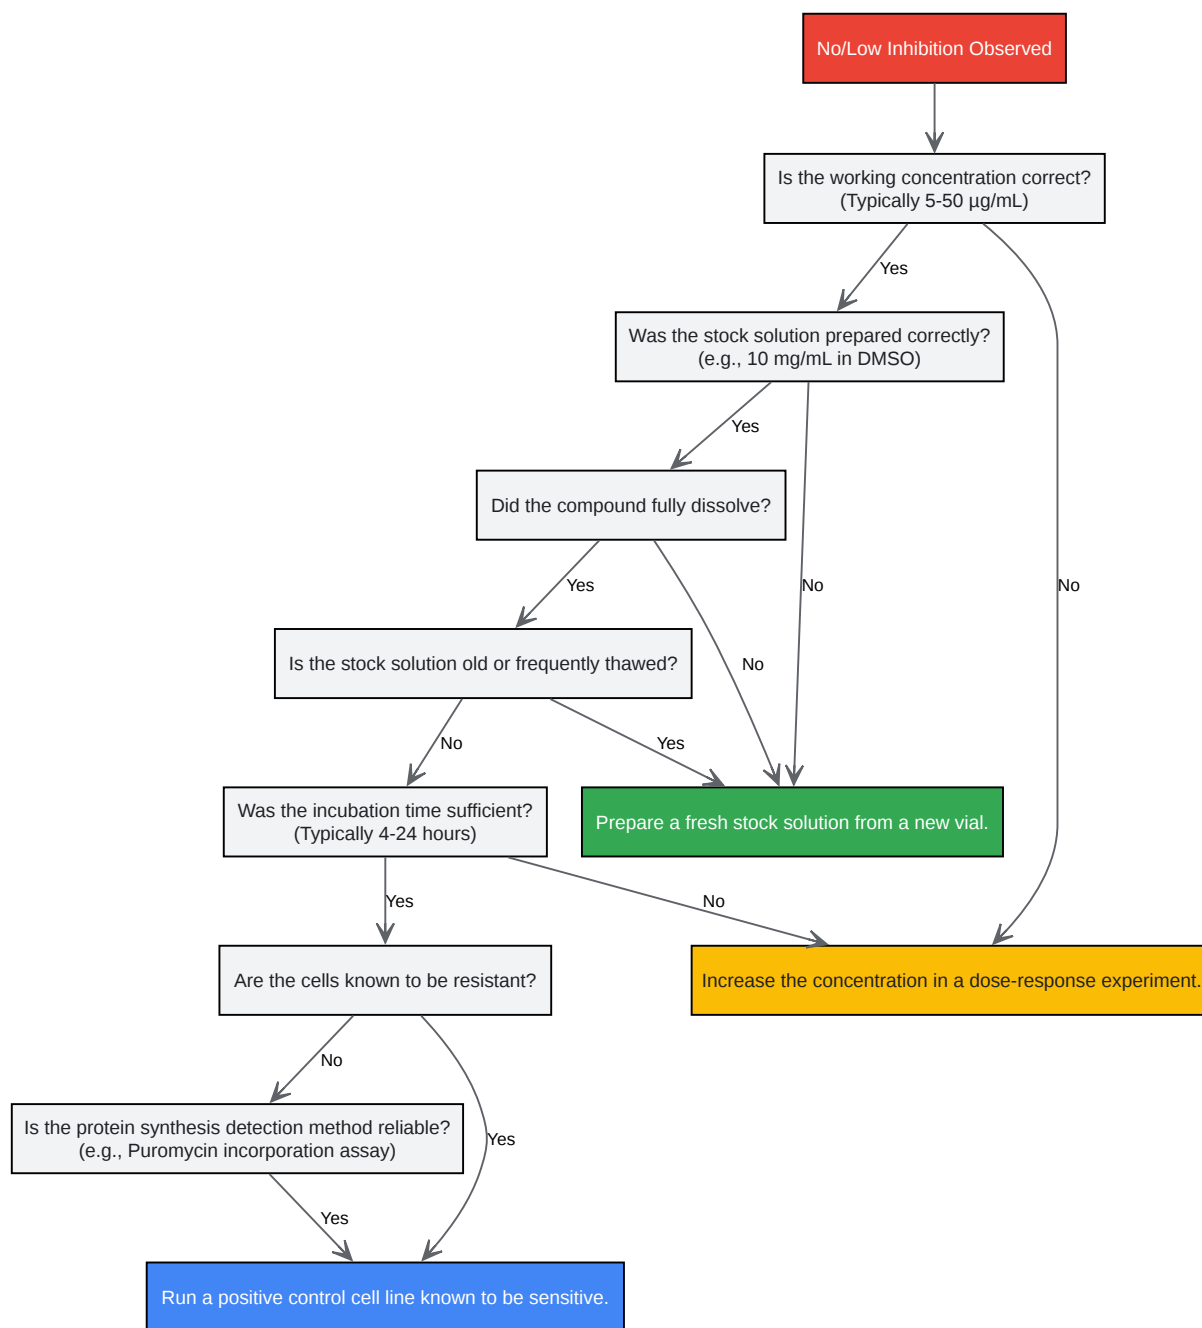 No/Low Inhibition Observed
Is the working concentration correct?
(Typically 5-50 µg/mL)
Yes
Was the stock solution prepared correctly?
(e.g., 10 mg/mL in DMSO)
Yes
Did the compound fully dissolve?
Yes
No
No
Is the stock solution old or frequently thawed?
No
No
Yes
Was the incubation time sufficient?
(Typically 4-24 hours)
Prepare a fresh stock solution from a new vial.
Yes
No
Are the cells known to be resistant?
Increase the concentration in a dose-response experiment.
No
Is the protein synthesis detection method reliable?
(e.g., Puromycin incorporation assay)
Yes
Yes
Run a positive control cell line known to be sensitive.